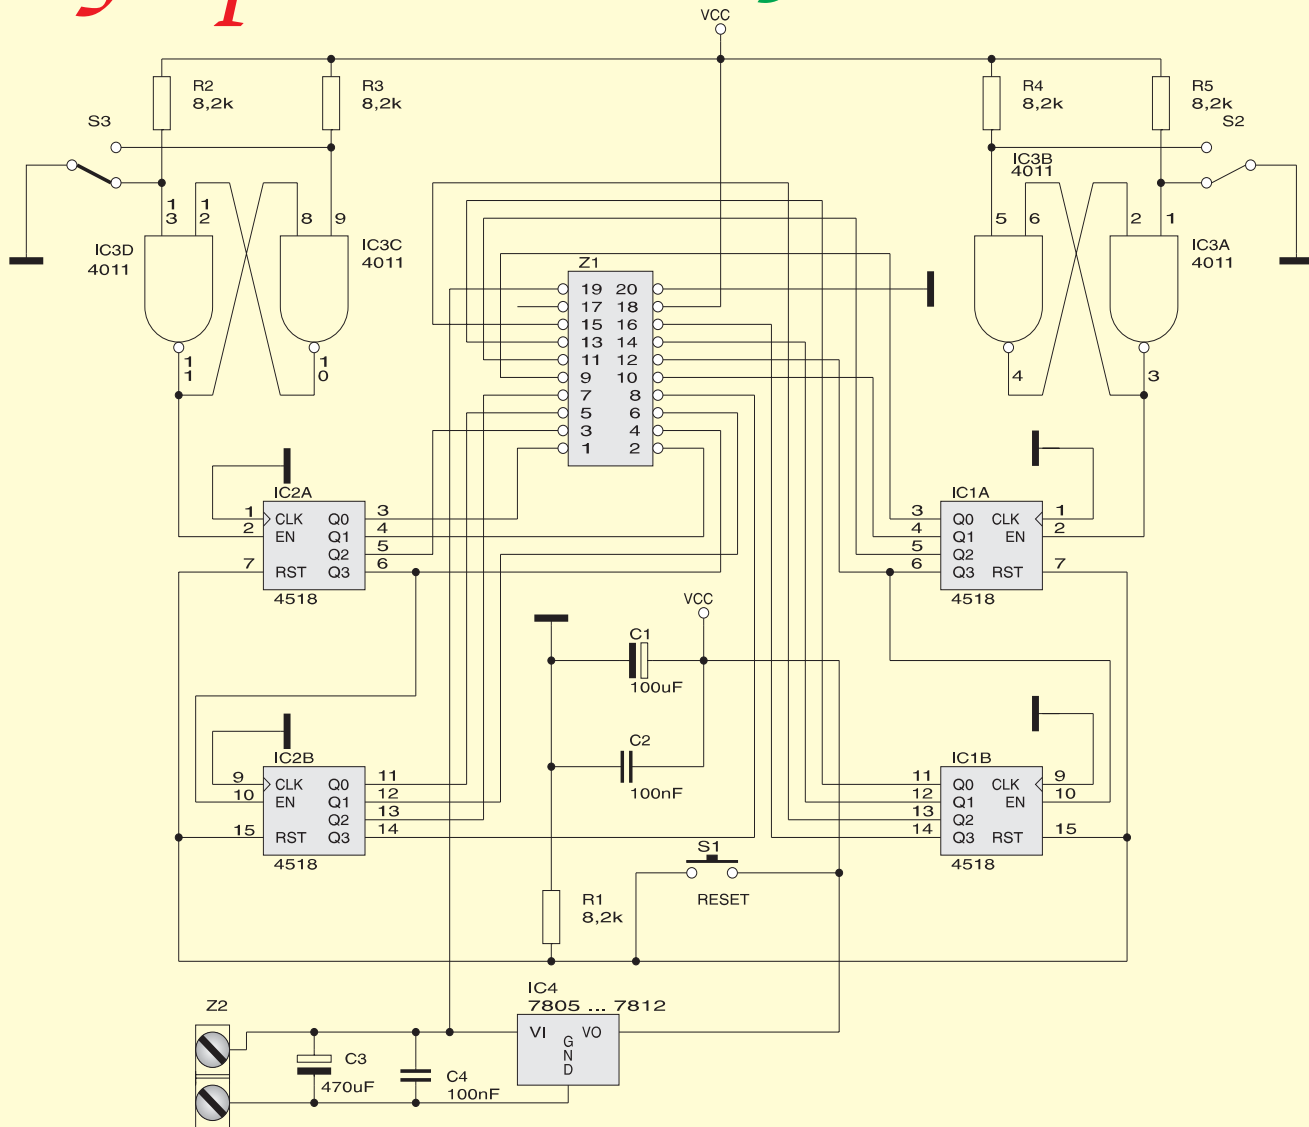 VCC
R2
8,2k
R3
8,2k
R4
8,2k
R5
8,2k
S3
S2
IC3B
4011
1
3
1
2
8
9
5
6
2
1
IC3D
4011
IC3C
4011
IC3A
4011
Z1
19 20
17 18
15 16
13 14
11 12
9 10
7 8
5 6
3 4
1 2
1
1
1
0
4
3
IC2A
1 CLK Q0 3
2 EN Q1 4
Q2 5
7 RST Q3 6
4518
IC1A
3 Q0 CLK 1
4 Q1 EN 2
5 Q2
6 Q3 RST 7
4518
VCC
C1
100uF
C2
100nF
IC2B
9 CLK Q0 11
10 EN Q1 12
Q2 13
15 RST Q3 14
4518
IC1B
11 Q0 CLK 9
12 Q1 EN 10
13 Q2
14 Q3 RST 15
4518
S1
RESET
R1
8,2k
IC4
7805 ... 7812
VI VO
G
N
D
Z2
C3
470uF
C4
100nF